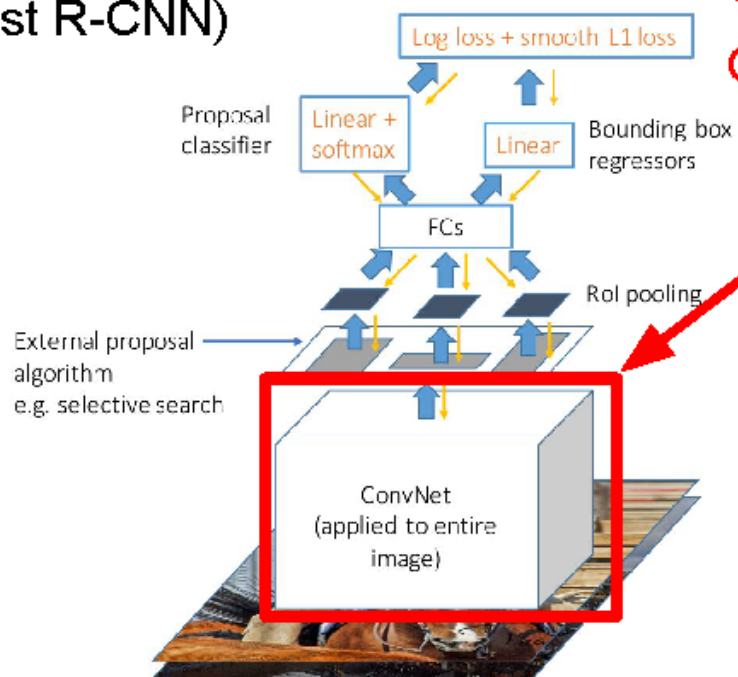 st R-CNN)
Log loss + smooth L1 loss
Proposal
classifier
Linear +
softmax
Linear
Bounding box
regressors
FCs
RoI pooling
External proposal
algorithm
e.g. selective search
ConvNet
(applied to entire
image)